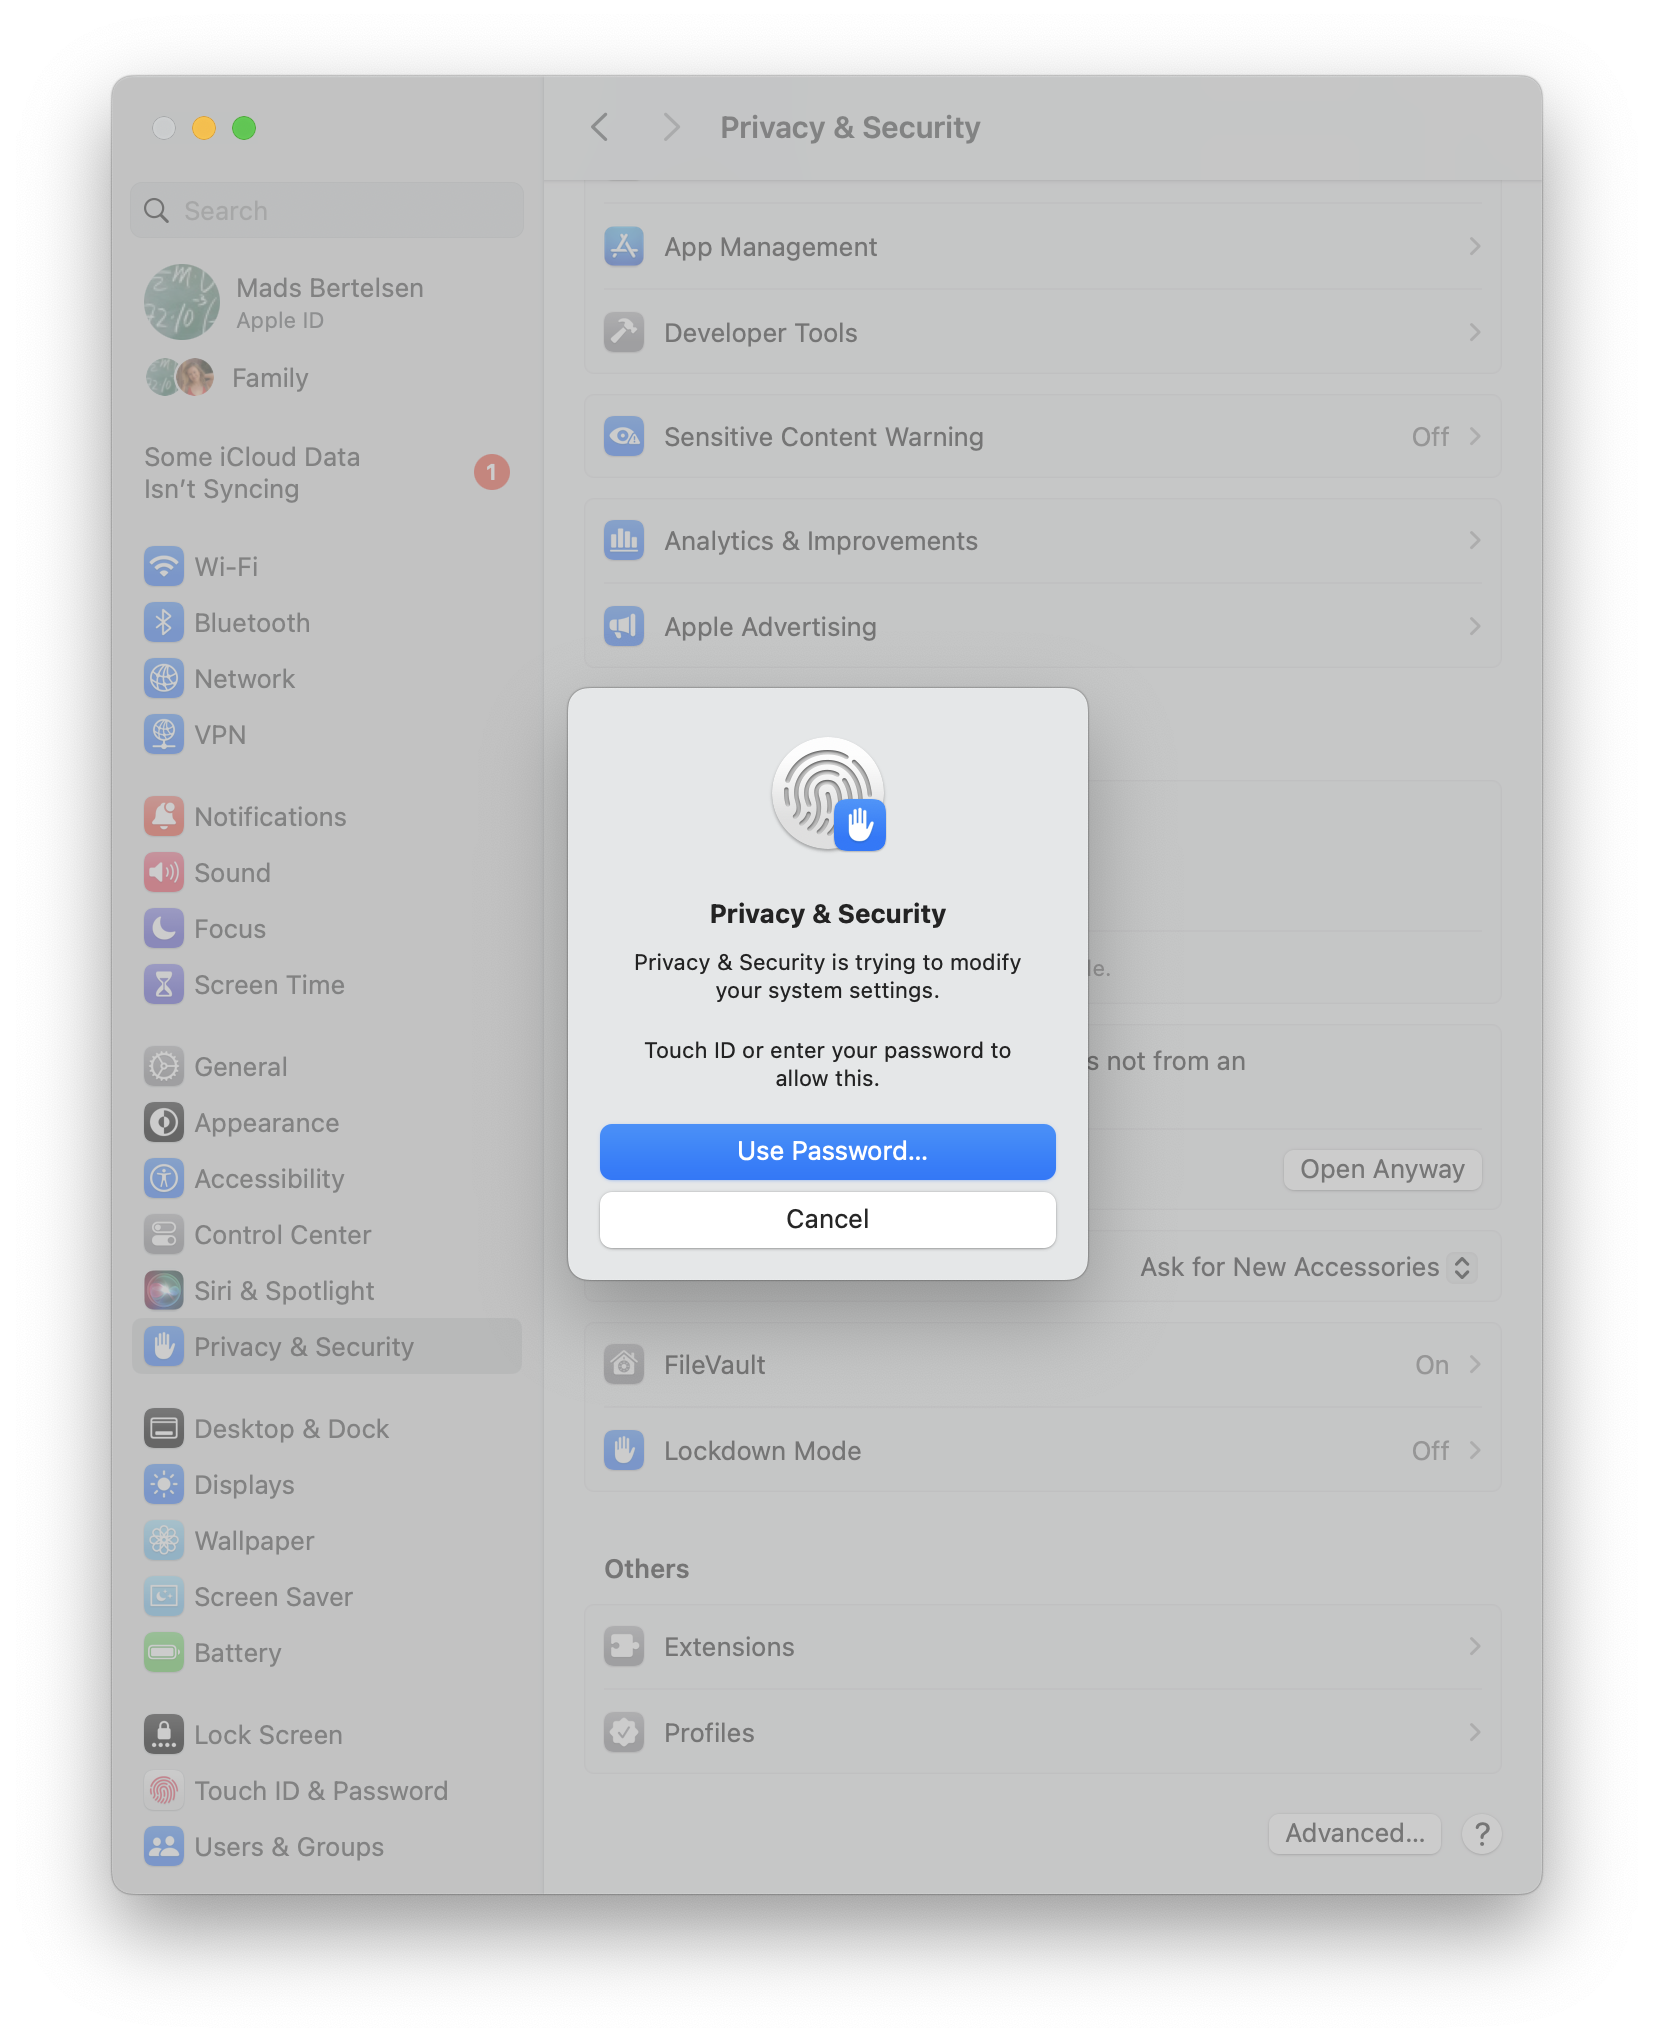 Privacy & Security
Search
Mads Bertelsen
Apple ID
Family
Some iCloud Data
Isn't Syncing
1
Wi-Fi
Bluetooth
Network
VPN
Notifications
Sound
Focus
Screen Time
General
Appearance
Accessibility
Control Center
Siri & Spotlight
Privacy & Security
Desktop & Dock
Displays
Wallpaper
Screen Saver
Battery
Lock Screen
Touch ID & Password
Users & Groups
App Management
Developer Tools
Sensitive Content Warning Off
Analytics & Improvements
Apple Advertising
Privacy & Security
Privacy & Security is trying to modify
your system settings.
Touch ID or enter your password to
allow this.
Use Password...
Cancel
not from an
Open Anyway
Ask for New Accessories
FileVault On
Lockdown Mode Off
Others
Extensions
Profiles
Advanced...
?